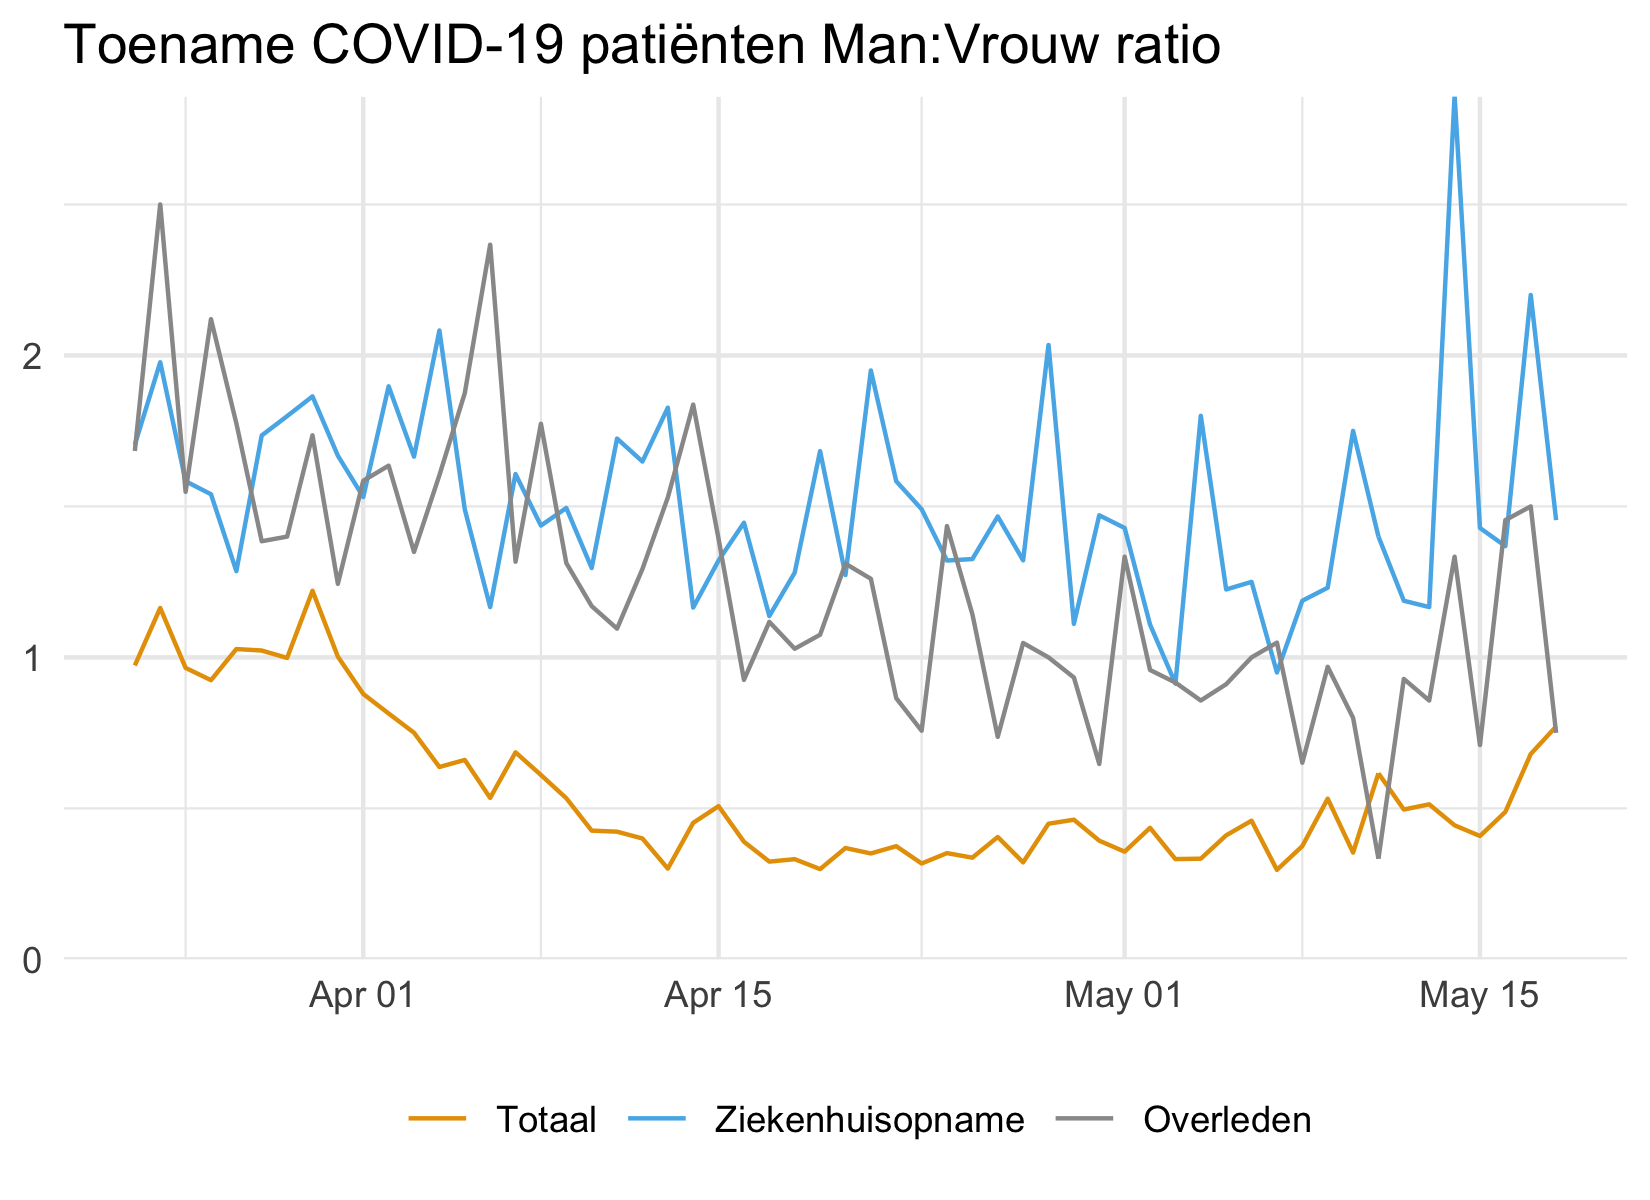 Toename COVID-19 patiënten Man:Vrouw ratio
2
1
0
Apr 01 Apr 15 May 01 May 15
Totaal Ziekenhuisopname Overleden